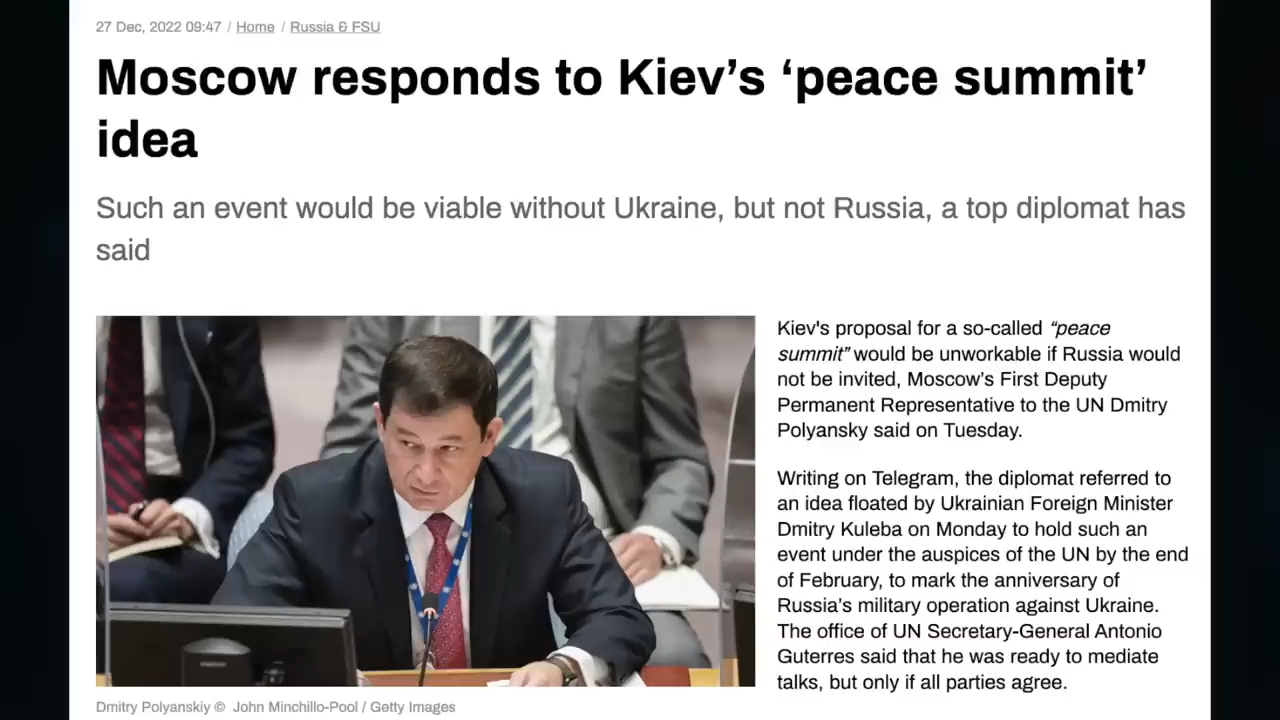 27 Dec, 2022 09:47 / Home / Russia & FSU
Moscow responds to Kiev’s ‘peace summit’
idea
Such an event would be viable without Ukraine, but not Russia, a top diplomat has
said
Kiev's proposal for a so-called “peace
summit” would be unworkable if Russia would
not be invited, Moscow’s First Deputy
Permanent Representative to the UN Dmitry
Polyansky said on Tuesday.
Writing on Telegram, the diplomat referred to
an idea floated by Ukrainian Foreign Minister
Dmitry Kuleba on Monday to hold such an
event under the auspices of the UN by the end
of February, to mark the anniversary of
Russia’s military operation against Ukraine.
The office of UN Secretary-General Antonio
Guterres said that he was ready to mediate
talks, but only if all parties agree.
Dmitry Polyanskiy © John Minchillo-Pool / Getty Images